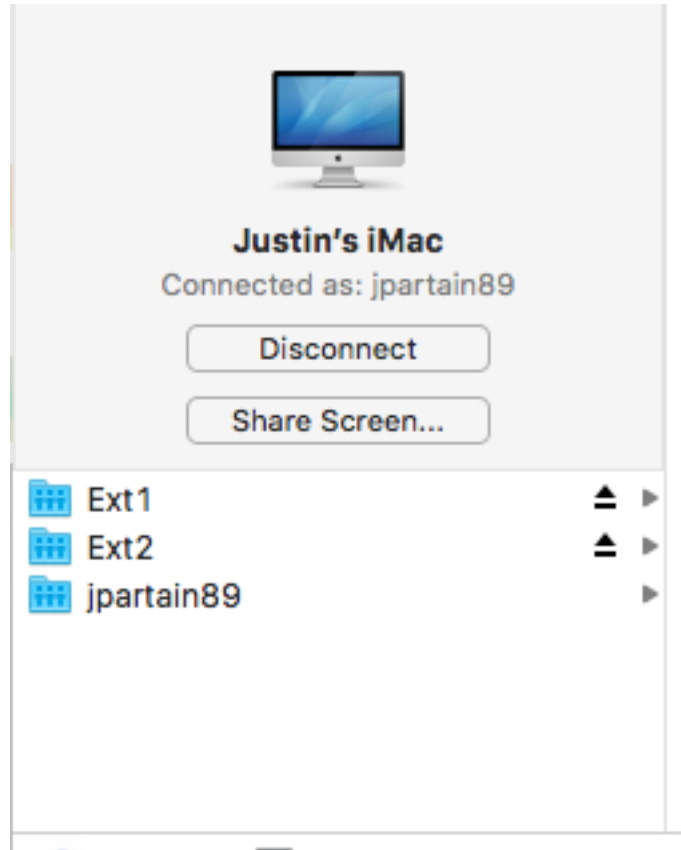 Justin’s iMac
Connected as: jpartain89
Disconnect
Share Screen...
Ext1
Ext2
jpartain89